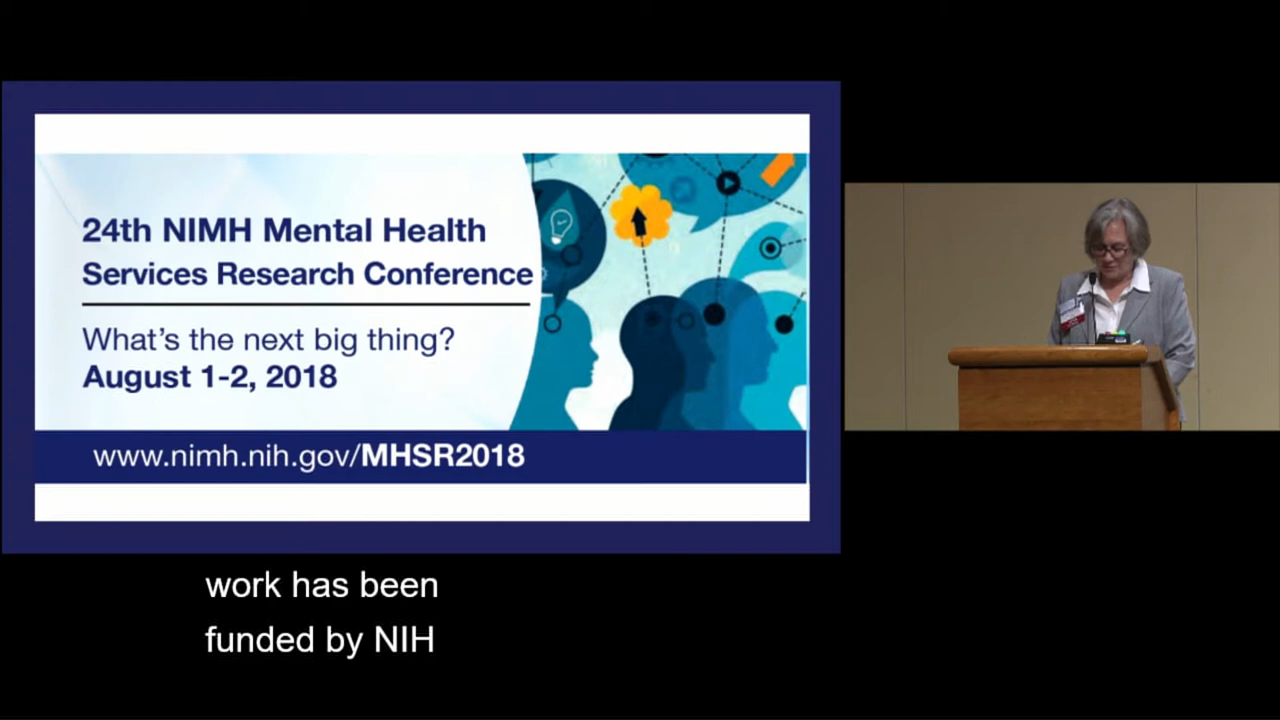 24th NIMH Mental Health
Services Research Conference
What's the next big thing?
August 1-2, 2018
www.nimh.nih.gov/MHSR2018
work has been
funded by NIH